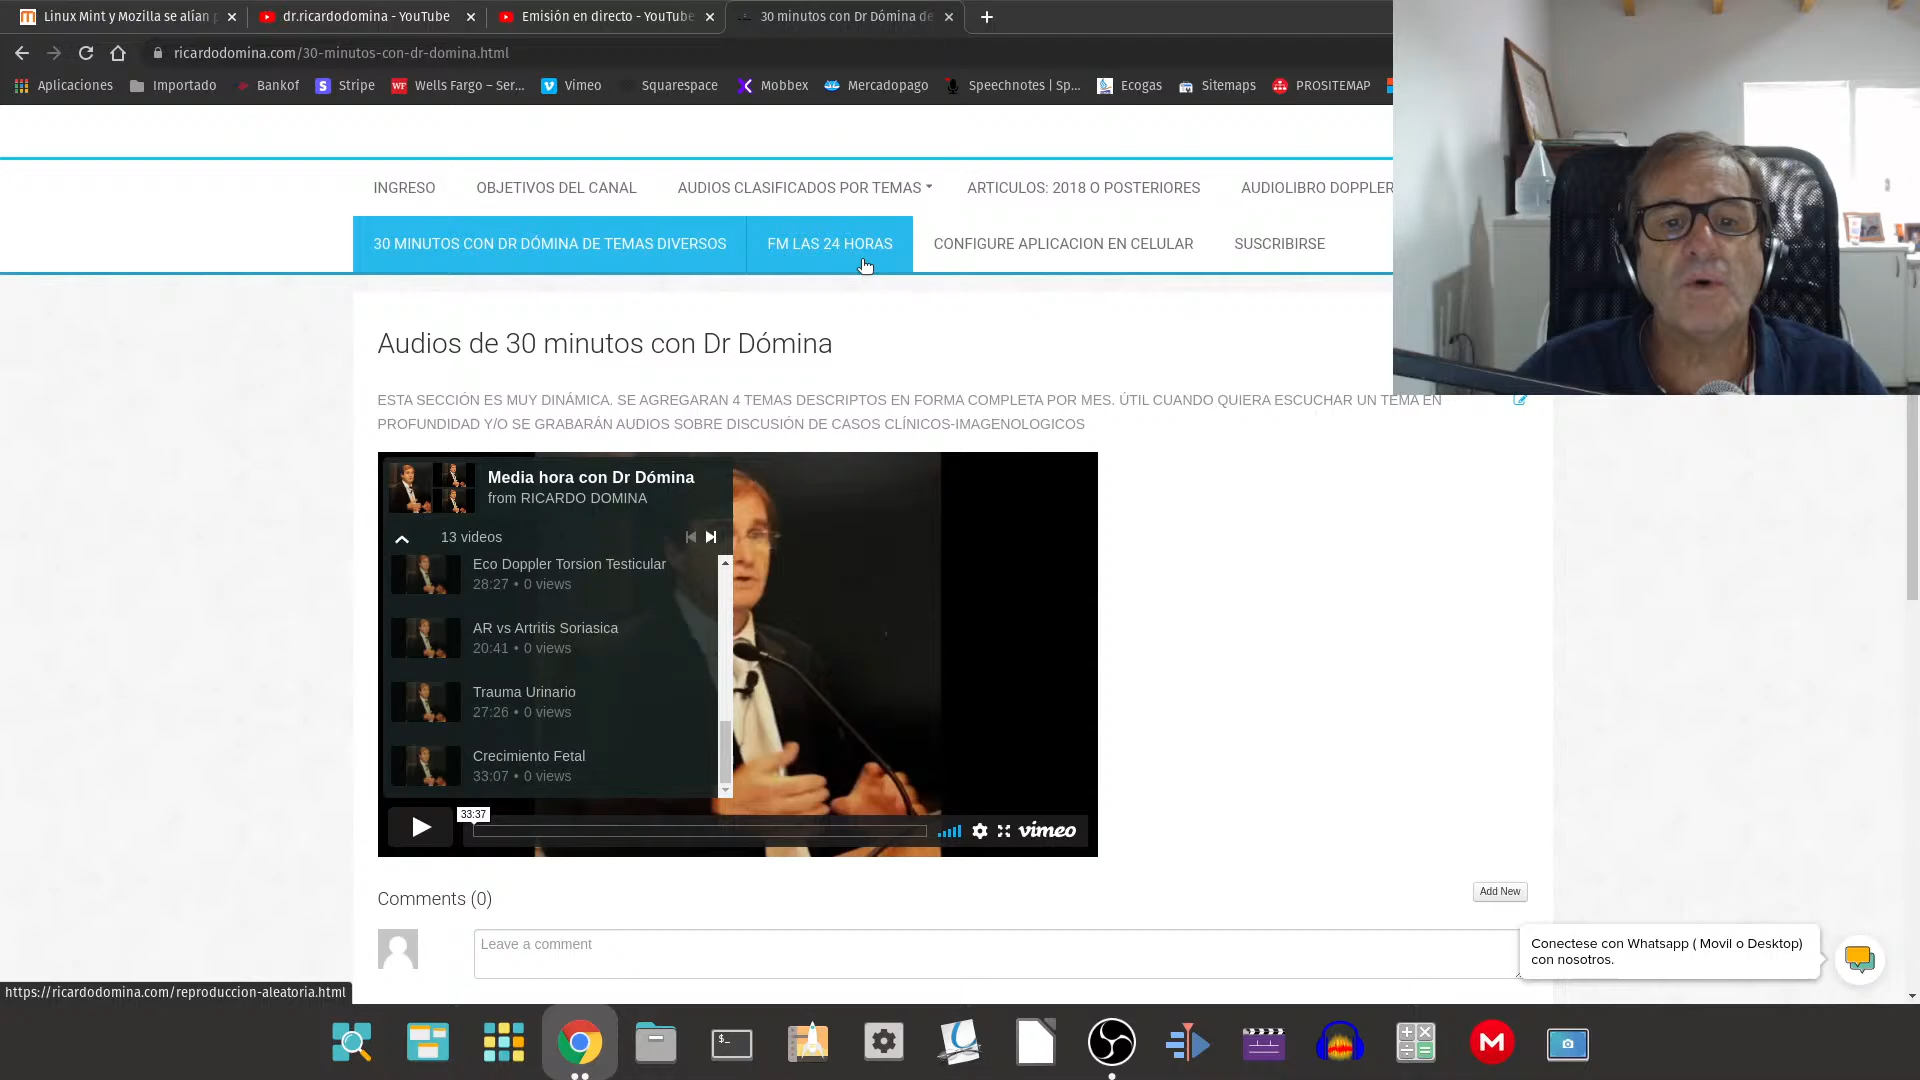 Linux Mint y Mozilla se alían
dr.ricardodomina - YouTube
Emisión en directo - YouTube
30 minutos con Dr Dómina de
ricardodomina.com/30-minutos-con-dr-domina.html
Aplicaciones Importado Bankof Stripe Wells Fargo – Ser... Vimeo Squarespace Mobbex Mercadopago Speechnotes | Sp... Ecogas Sitemaps PROSITEMAP
INGRESO OBJETIVOS DEL CANAL AUDIOS CLASIFICADOS POR TEMAS ARTICULOS: 2018 O POSTERIORES AUDIOLIBRO DOPPLER
30 MINUTOS CON DR DÓMINA DE TEMAS DIVERSOS FM LAS 24 HORAS CONFIGURE APLICACION EN CELULAR SUSCRIBIRSE
Audios de 30 minutos con Dr Dómina
ESTA SECCIÓN ES MUY DINÁMICA. SE AGREGARAN 4 TEMAS DESCRIPTOS EN FORMA COMPLETA POR MES. ÚTIL CUANDO QUIERA ESCUCHAR UN TEMA EN
PROFUNDIDAD Y/O SE GRABARÁN AUDIOS SOBRE DISCUSIÓN DE CASOS CLÍNICOS-IMAGENOLOGICOS
Media hora con Dr Dómina
from RICARDO DOMINA
13 videos
Eco Doppler Torsion Testicular
28:27 • 0 views
AR vs Artritis Soriasica
20:41 • 0 views
Trauma Urinario
27:26 • 0 views
Crecimiento Fetal
33:07 • 0 views
33:37
vimeo
Comments (0)
Add New
Leave a comment
Conectese con Whatsapp ( Movil o Desktop)
con nosotros.
https://ricardodomina.com/reproduccion-aleatoria.html